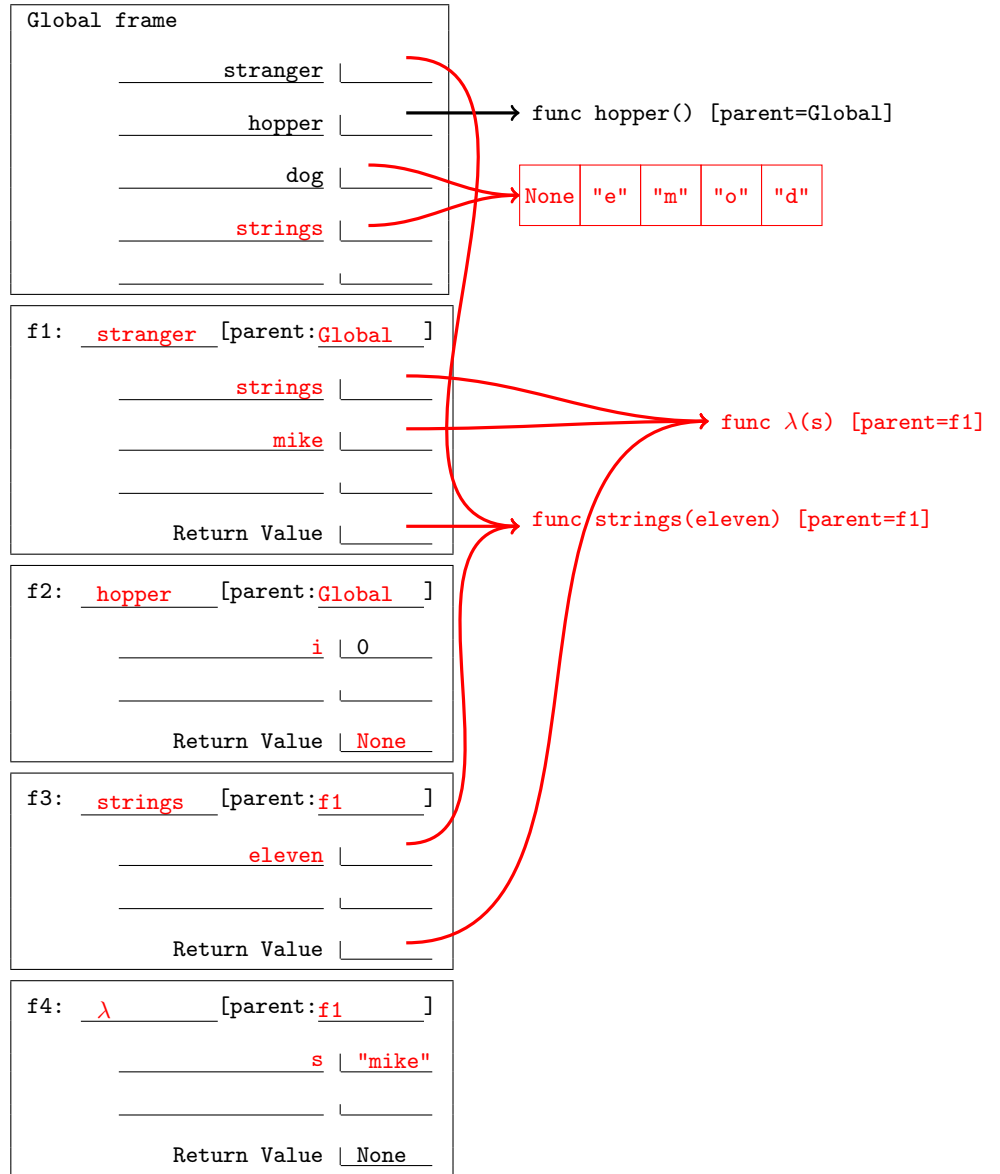 Global frame
stranger
hopper
func hopper() [parent=Global]
dog
None "e" "m" "o" "d"
strings
f1: stranger [parent:Global ]
strings
func λ(s) [parent=f1]
mike
func strings(eleven) [parent=f1]
Return Value
f2: hopper [parent:Global ]
i 0
Return Value None
f3: strings [parent:f1 ]
eleven
Return Value
f4: λ [parent:f1 ]
s "mike"
Return Value None